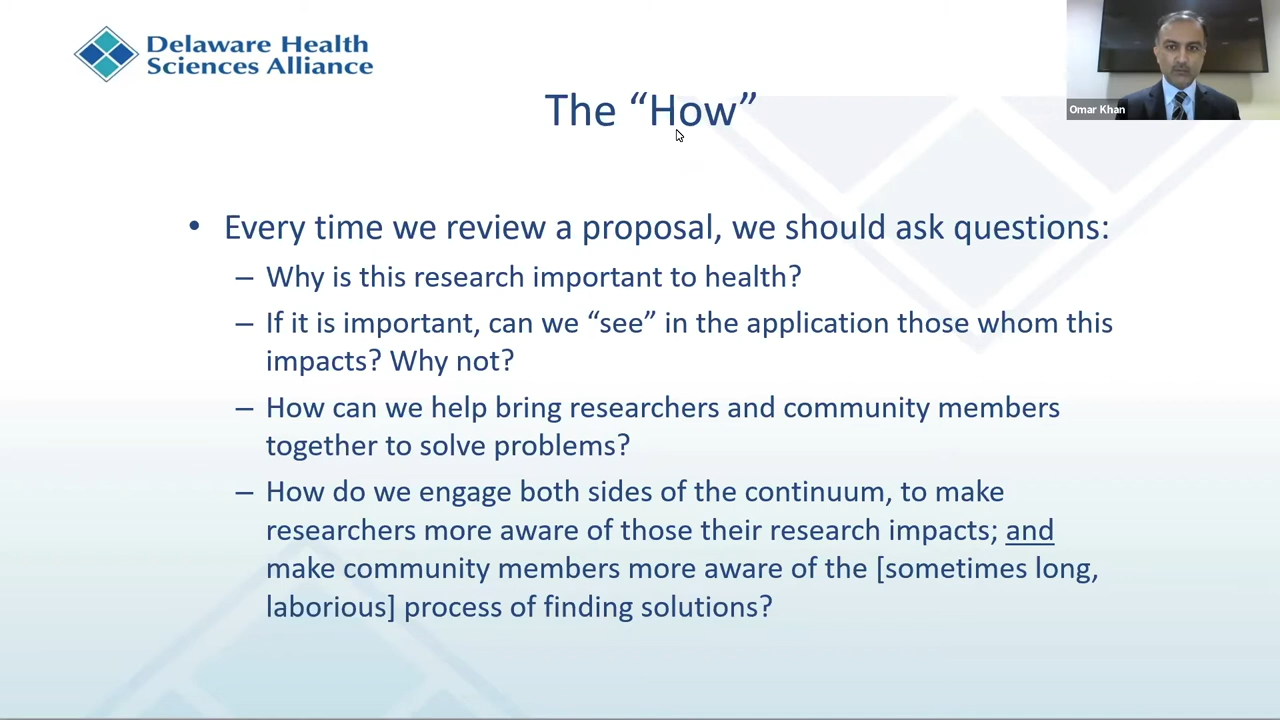 Delaware Health
Sciences Alliance
Omar Khan
The “How”
• Every time we review a proposal, we should ask questions:
– Why is this research important to health?
– If it is important, can we “see” in the application those whom this
impacts? Why not?
– How can we help bring researchers and community members
together to solve problems?
– How do we engage both sides of the continuum, to make
researchers more aware of those their research impacts; and
make community members more aware of the [sometimes long,
laborious] process of finding solutions?